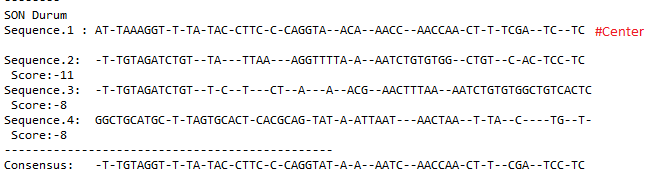 SON Durum
Sequence.1 : AT-TAAAGGT-T-TA-TAC-CTTC-C-CAGGTA--ACA--AACC--AACCAA-CT-T-TCGA--TC--TC #Center
Sequence.2: -T-TGTAGATCTGT--TA---TTAA---AGGTTTTA-A--AATCTGTGTGG--CTGT--C-AC-TCC-TC
Score:-11
Sequence.3: -T-TGTAGATCTGT--T-C--T---CT--A---A--ACG--AACTTTAA--AATCTGTGTGGCTGTCACTC
Score:-8
Sequence.4: GGCTGCATGC-T-TAGTGCACT-CACGCAG-TAT-A-ATTAAT---AACTAA--T-TA--C----TG--T-
Score:-8
-----------------------------------------------
Consensus: -T-TGTAGGT-T-TA-TAC-CTTC-C-CAGGTAT-A-A--AATC--AACCAA-CT-T--CGA--TCC-TC